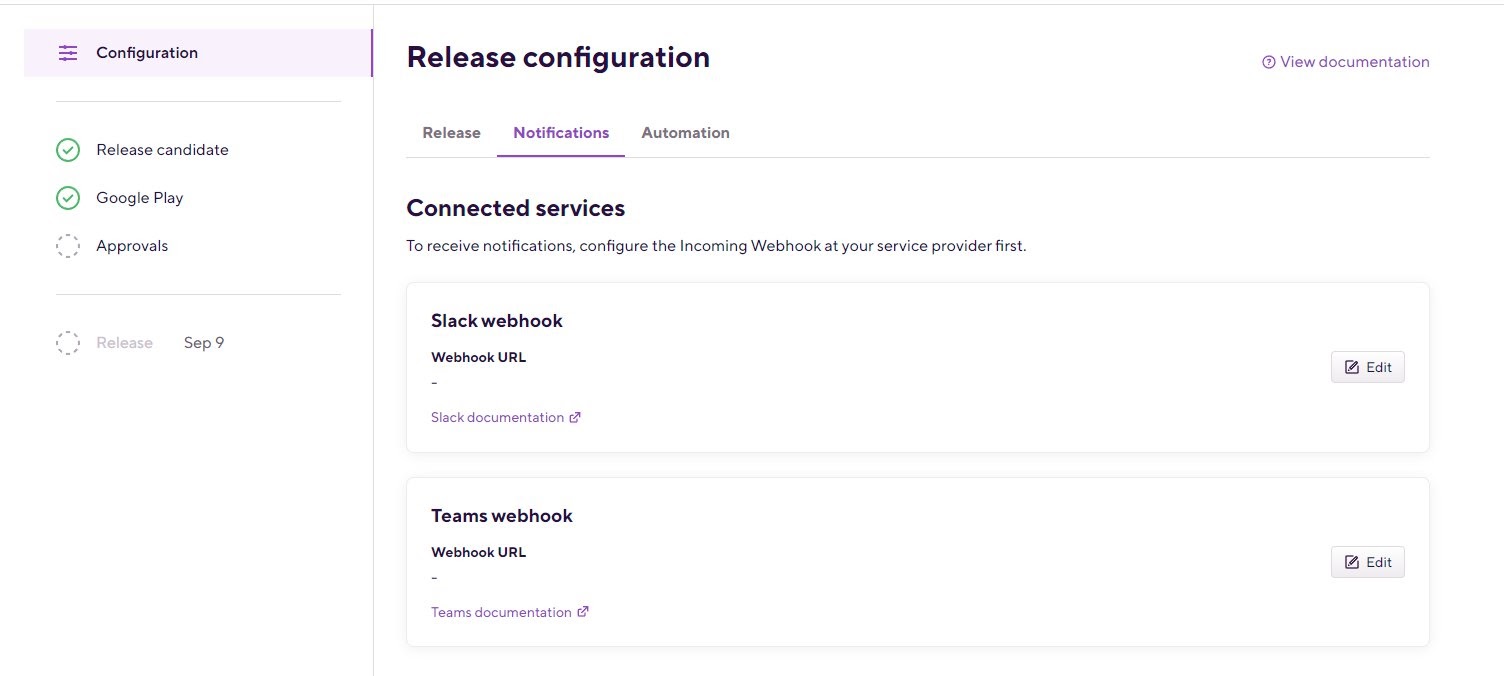 Configuration
Release candidate
Google Play
Approvals
Release Sep 9
Release configuration
View documentation
Release Notifications Automation
Connected services
To receive notifications, configure the Incoming Webhook at your service provider first.
Slack webhook
Webhook URL
-
Edit
Slack documentation
Teams webhook
Webhook URL
-
Edit
Teams documentation